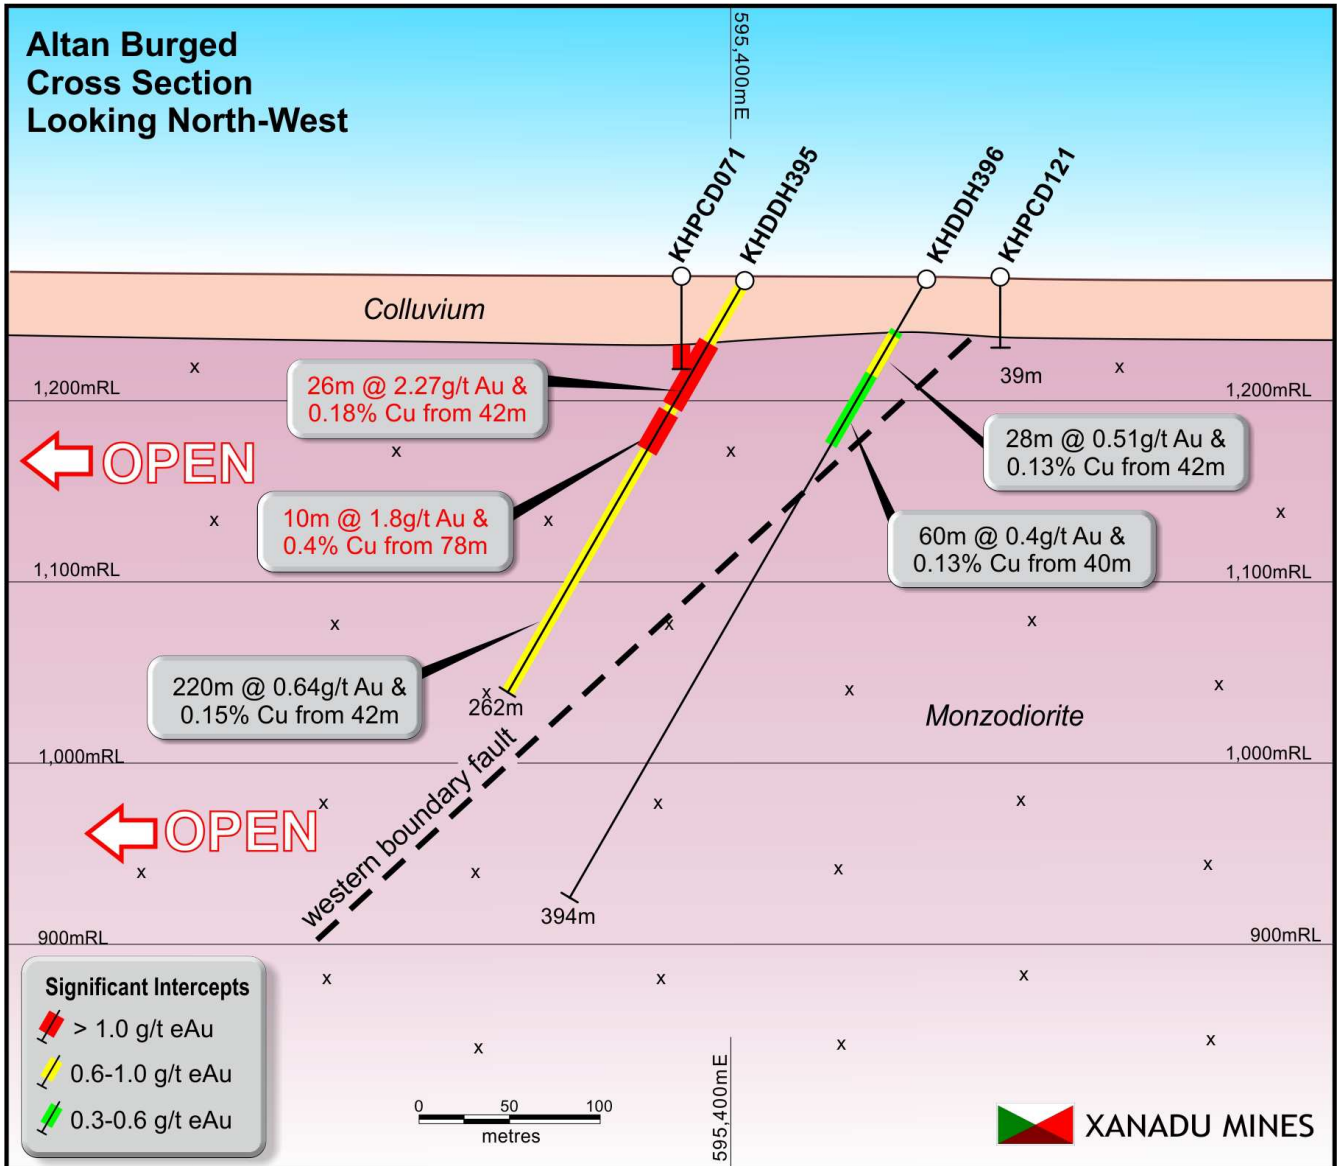 Altan Burged
Cross Section
Looking North-West
595,400mE
KHPCD071
KHDDH395
KHDDH396
KHPCD121
Colluvium
39m
1,200mRL
1,200mRL
26m @ 2.27g/t Au &
0.18% Cu from 42m
OPEN
28m @ 0.51g/t Au &
0.13% Cu from 42m
10m @ 1.8g/t Au &
0.4% Cu from 78m
60m @ 0.4g/t Au &
0.13% Cu from 40m
1,100mRL
1,100mRL
220m @ 0.64g/t Au &
0.15% Cu from 42m
262m
Monzodiorite
1,000mRL
1,000mRL
western boundary fault
OPEN
394m
900mRL
900mRL
Significant Intercepts
> 1.0 g/t eAu
0.6-1.0 g/t eAu
0.3-0.6 g/t eAu
0 50 100
metres
595,400mE
XANADU MINES